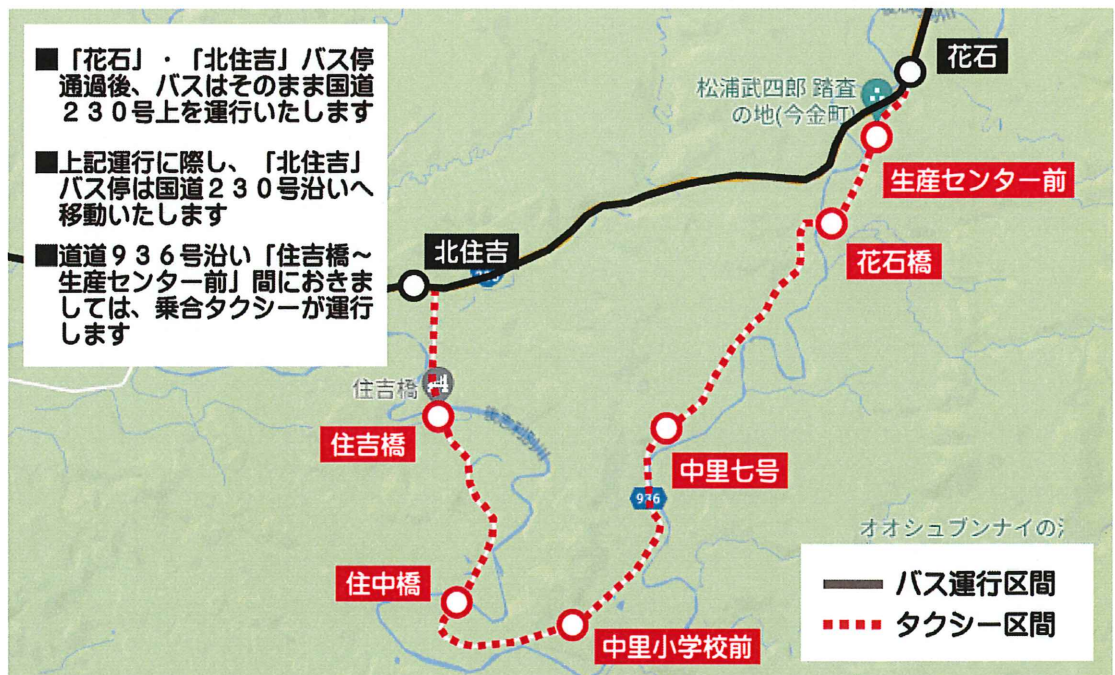 ■「花石」・「北住吉」バス停
通過後、バスはそのまま国道
230号上を運行いたします
■上記運行に際し、「北住吉」
バス停は国道230号沿いへ
移動いたします
■道道936号沿い「住吉橋～
生産センター前」間におきま
しては、乗合タクシーが運行
します
花石
松浦武四郎 踏査
の地(今金町)
生産センター前
花石橋
北住吉
住吉橋
後志利別川
住吉橋
中里七号
936
オオシュブンナイの
住中橋
中里小学校前
バス運行区間
タクシー区間